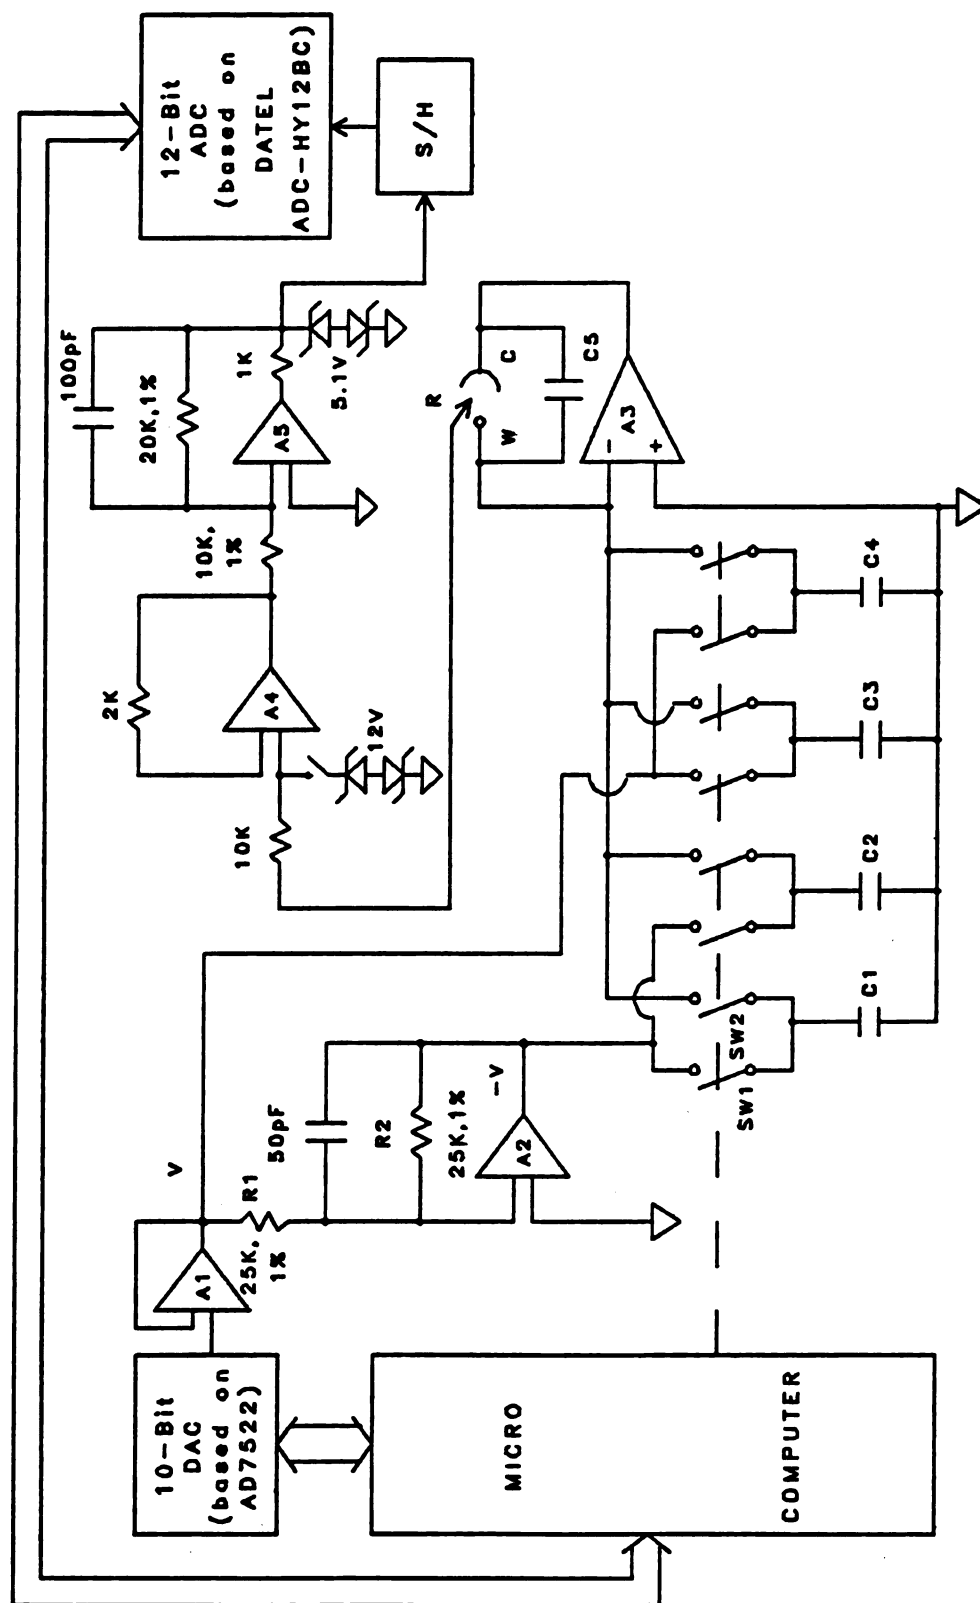 12-Bit
ADC
(based on
DATEL
ADC-HY12BC)
S/H
100pF
20K,1%
1K
5.1V
A5
10K,
1%
2K
A4
12V
10K
R
C
W
C5
A3
-
+
C4
C3
C2
C1
SW2
SW1
V
-V
50pF
R2
25K,1%
A2
R1
25K,
1%
A1
10-Bit
DAC
(based on
AD7522)
MICRO
COMPUTER